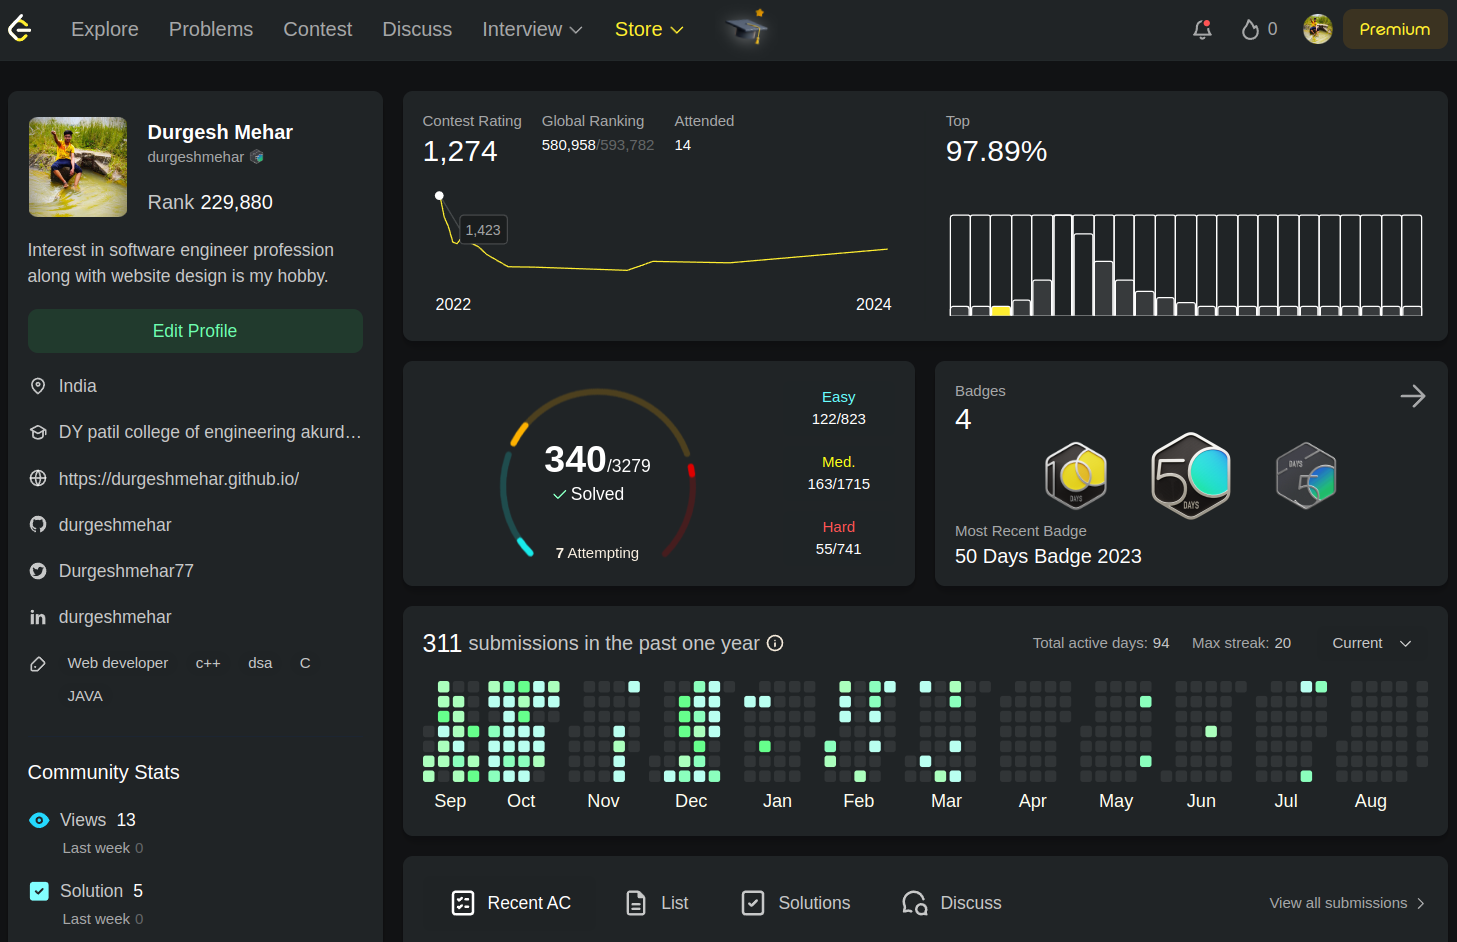 Explore Problems Contest Discuss Interview Store 0 Premium
Durgesh Mehar
durgeshmehar
Rank 229,880
Interest in software engineer profession
along with website design is my hobby.
Edit Profile
India
DY patil college of engineering akurd…
https://durgeshmehar.github.io/
durgeshmehar
Durgeshmehar77
durgeshmehar
Web developer c++ dsa C
JAVA
Community Stats
Views 13
Last week 0
Solution 5
Last week 0
Contest Rating Global Ranking Attended
1,274 580,958/593,782 14
1,423
2022 2024
Top
97.89%
340/3279
Solved
7 Attempting
Easy
122/823
Med.
163/1715
Hard
55/741
Badges
4
10 DAYS
50 DAYS
DAYS 5
Most Recent Badge
50 Days Badge 2023
311 submissions in the past one year Total active days: 94 Max streak: 20 Current
Sep Oct Nov Dec Jan Feb Mar Apr May Jun Jul Aug
Recent AC List Solutions Discuss View all submissions